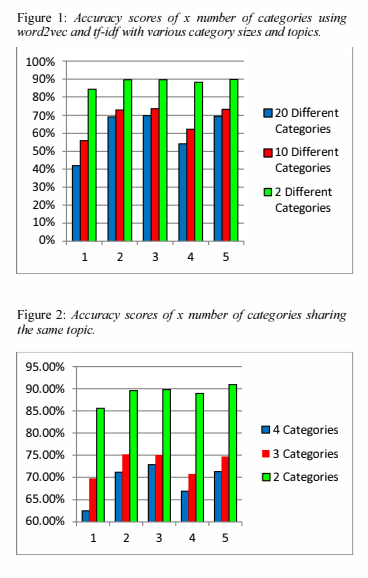 Figure 1: Accuracy scores of x number of categories using
word2vec and tf-idf with various category sizes and topics.
100%
90%
80%
70%
60%
50%
40%
30%
20%
10%
0%
1 2 3 4 5
20 Different
Categories
10 Different
Categories
2 Different
Categories
Figure 2: Accuracy scores of x number of categories sharing
the same topic.
95.00%
90.00%
85.00%
80.00%
75.00%
70.00%
65.00%
60.00%
1 2 3 4 5
4 Categories
3 Categories
2 Categories